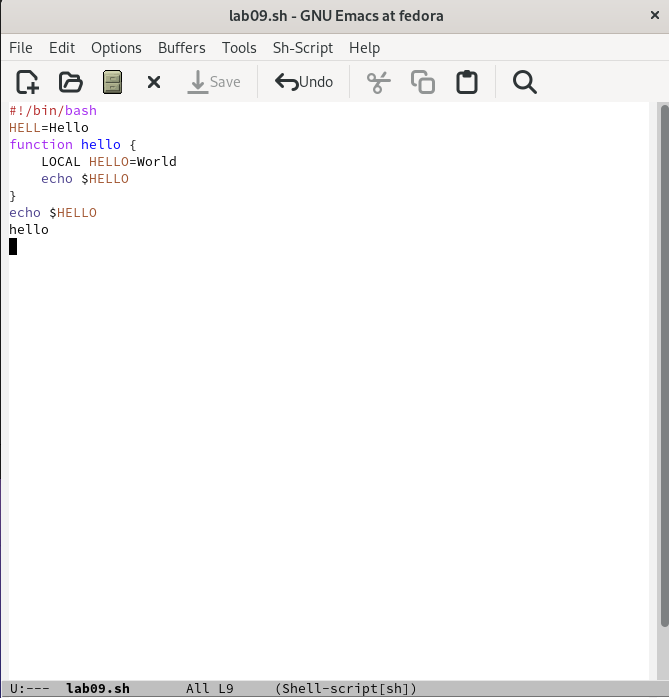 lab09.sh - GNU Emacs at fedora
File Edit Options Buffers Tools Sh-Script Help
Save Undo
#!/bin/bash
HELL=Hello
function hello {
    LOCAL HELLO=World
    echo $HELLO
}
echo $HELLO
hello
U:--- lab09.sh All L9 (Shell-script[sh])